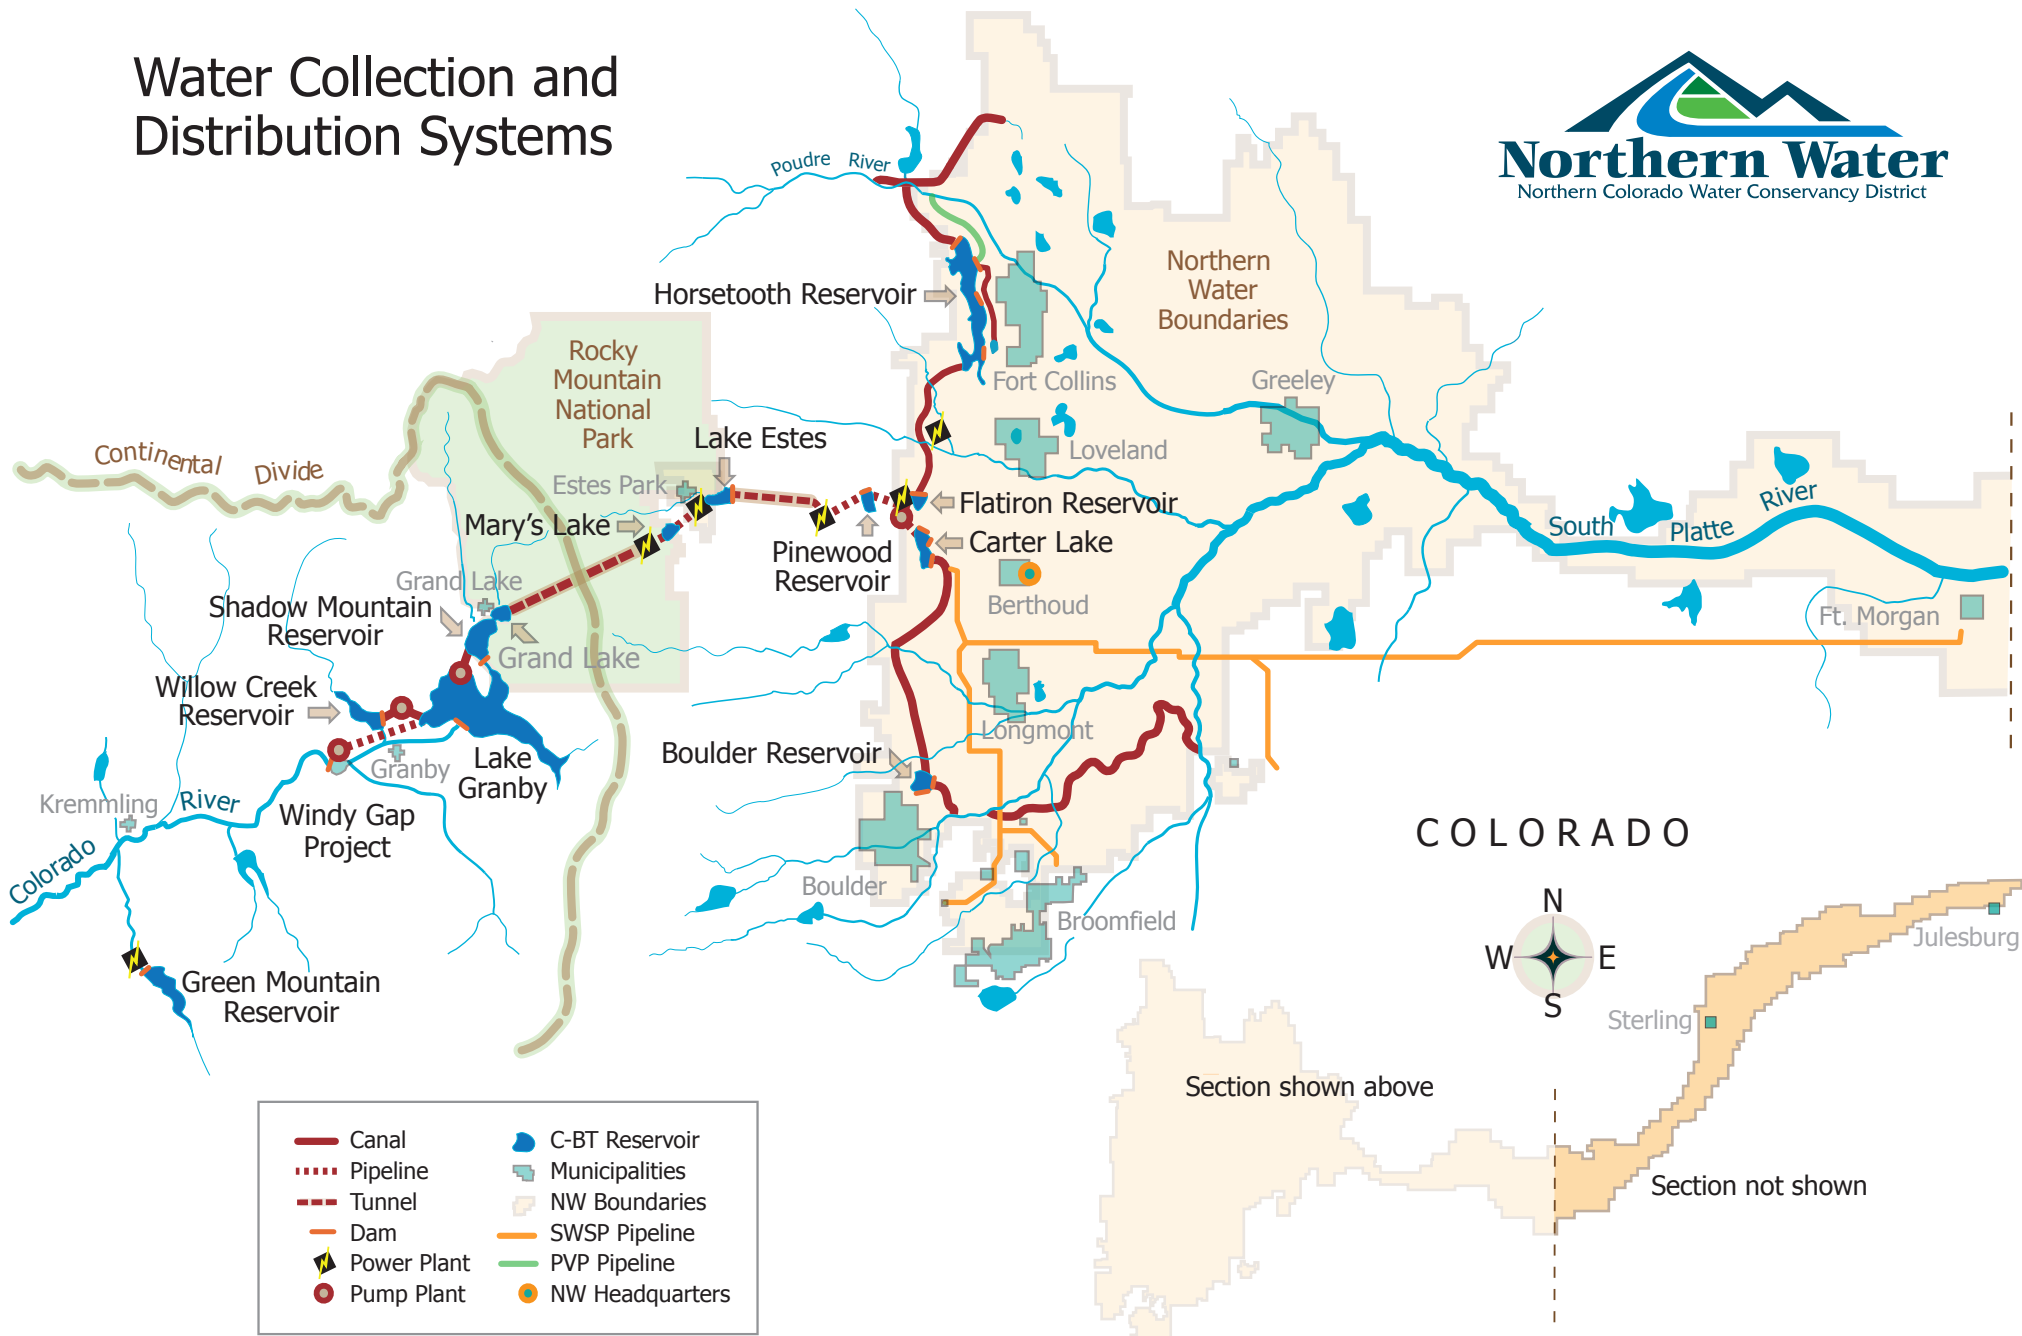 Water Collection and
Distribution Systems
Northern Water
Northern Colorado Water Conservancy District
Poudre River
Horsetooth Reservoir
Northern
Water
Boundaries
Rocky
Mountain
National
Park
Fort Collins
Greeley
Continental Divide
Lake Estes
Loveland
Estes Park
Mary's Lake
Flatiron Reservoir
South Platte River
Pinewood
Reservoir
Carter Lake
Grand Lake
Berthoud
Shadow Mountain
Reservoir
Ft. Morgan
Grand Lake
Willow Creek
Reservoir
Longmont
Boulder Reservoir
Lake
Granby
Granby
Kremmling
Colorado River
Windy Gap
Project
COLORADO
Boulder
Broomfield
N
W E
S
Julesburg
Green Mountain
Reservoir
Sterling
Section shown above
Section not shown
Canal
Pipeline
Tunnel
Dam
Power Plant
Pump Plant
C-BT Reservoir
Municipalities
NW Boundaries
SWSP Pipeline
PVP Pipeline
NW Headquarters